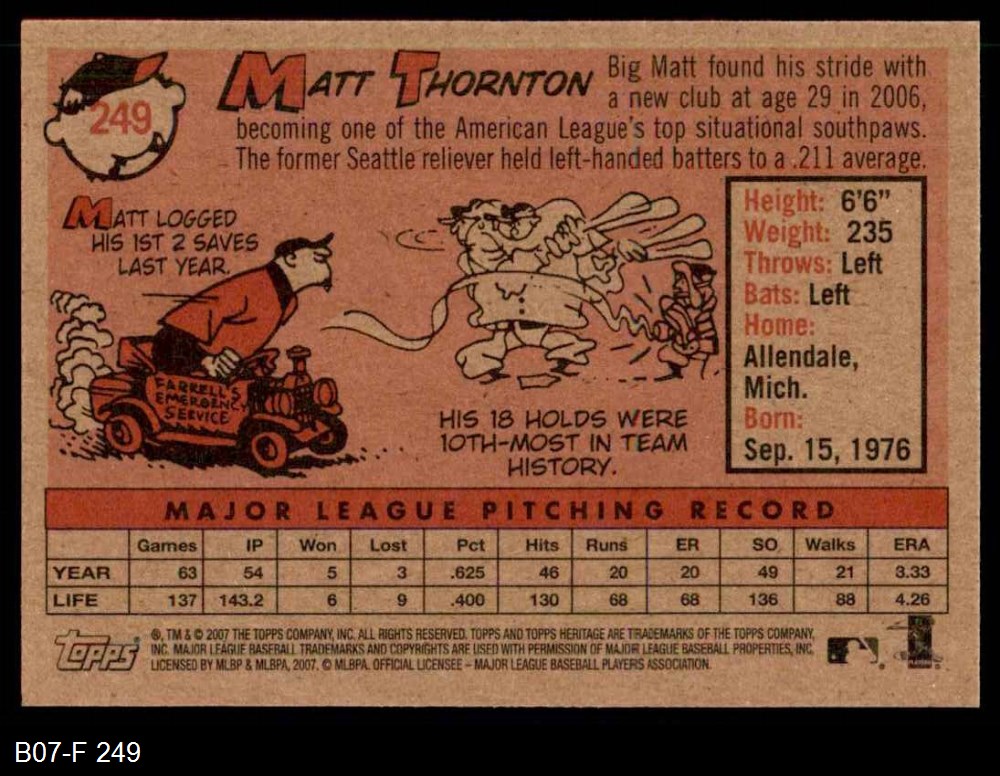 249
MATT THORNTON
Big Matt found his stride with
a new club at age 29 in 2006,
becoming one of the American League's top situational southpaws.
The former Seattle reliever held left-handed batters to a .211 average.
MATT LOGGED
HIS 1ST 2 SAVES
LAST YEAR.
FARRELL'S
EMERGENCY
SERVICE
HIS 18 HOLDS WERE
10TH-MOST IN TEAM
HISTORY.
Height: 6'6"
Weight: 235
Throws: Left
Bats: Left
Home:
Allendale,
Mich.
Born:
Sep. 15, 1976
MAJOR LEAGUE PITCHING RECORD
Games IP Won Lost Pct Hits Runs ER SO Walks ERA
YEAR 63 54 5 3 .625 46 20 20 49 21 3.33
LIFE 137 143.2 6 9 .400 130 68 68 136 88 4.26
Topps
®, TM & © 2007 THE TOPPS COMPANY, INC. ALL RIGHTS RESERVED. TOPPS AND TOPPS HERITAGE ARE TRADEMARKS OF THE TOPPS COMPANY,
INC. MAJOR LEAGUE BASEBALL TRADEMARKS AND COPYRIGHTS ARE USED WITH PERMISSION OF MAJOR LEAGUE BASEBALL PROPERTIES, INC.
LICENSED BY MLBP & MLBPA, 2007. © MLBPA. OFFICIAL LICENSEE – MAJOR LEAGUE BASEBALL PLAYERS ASSOCIATION.
B07-F 249